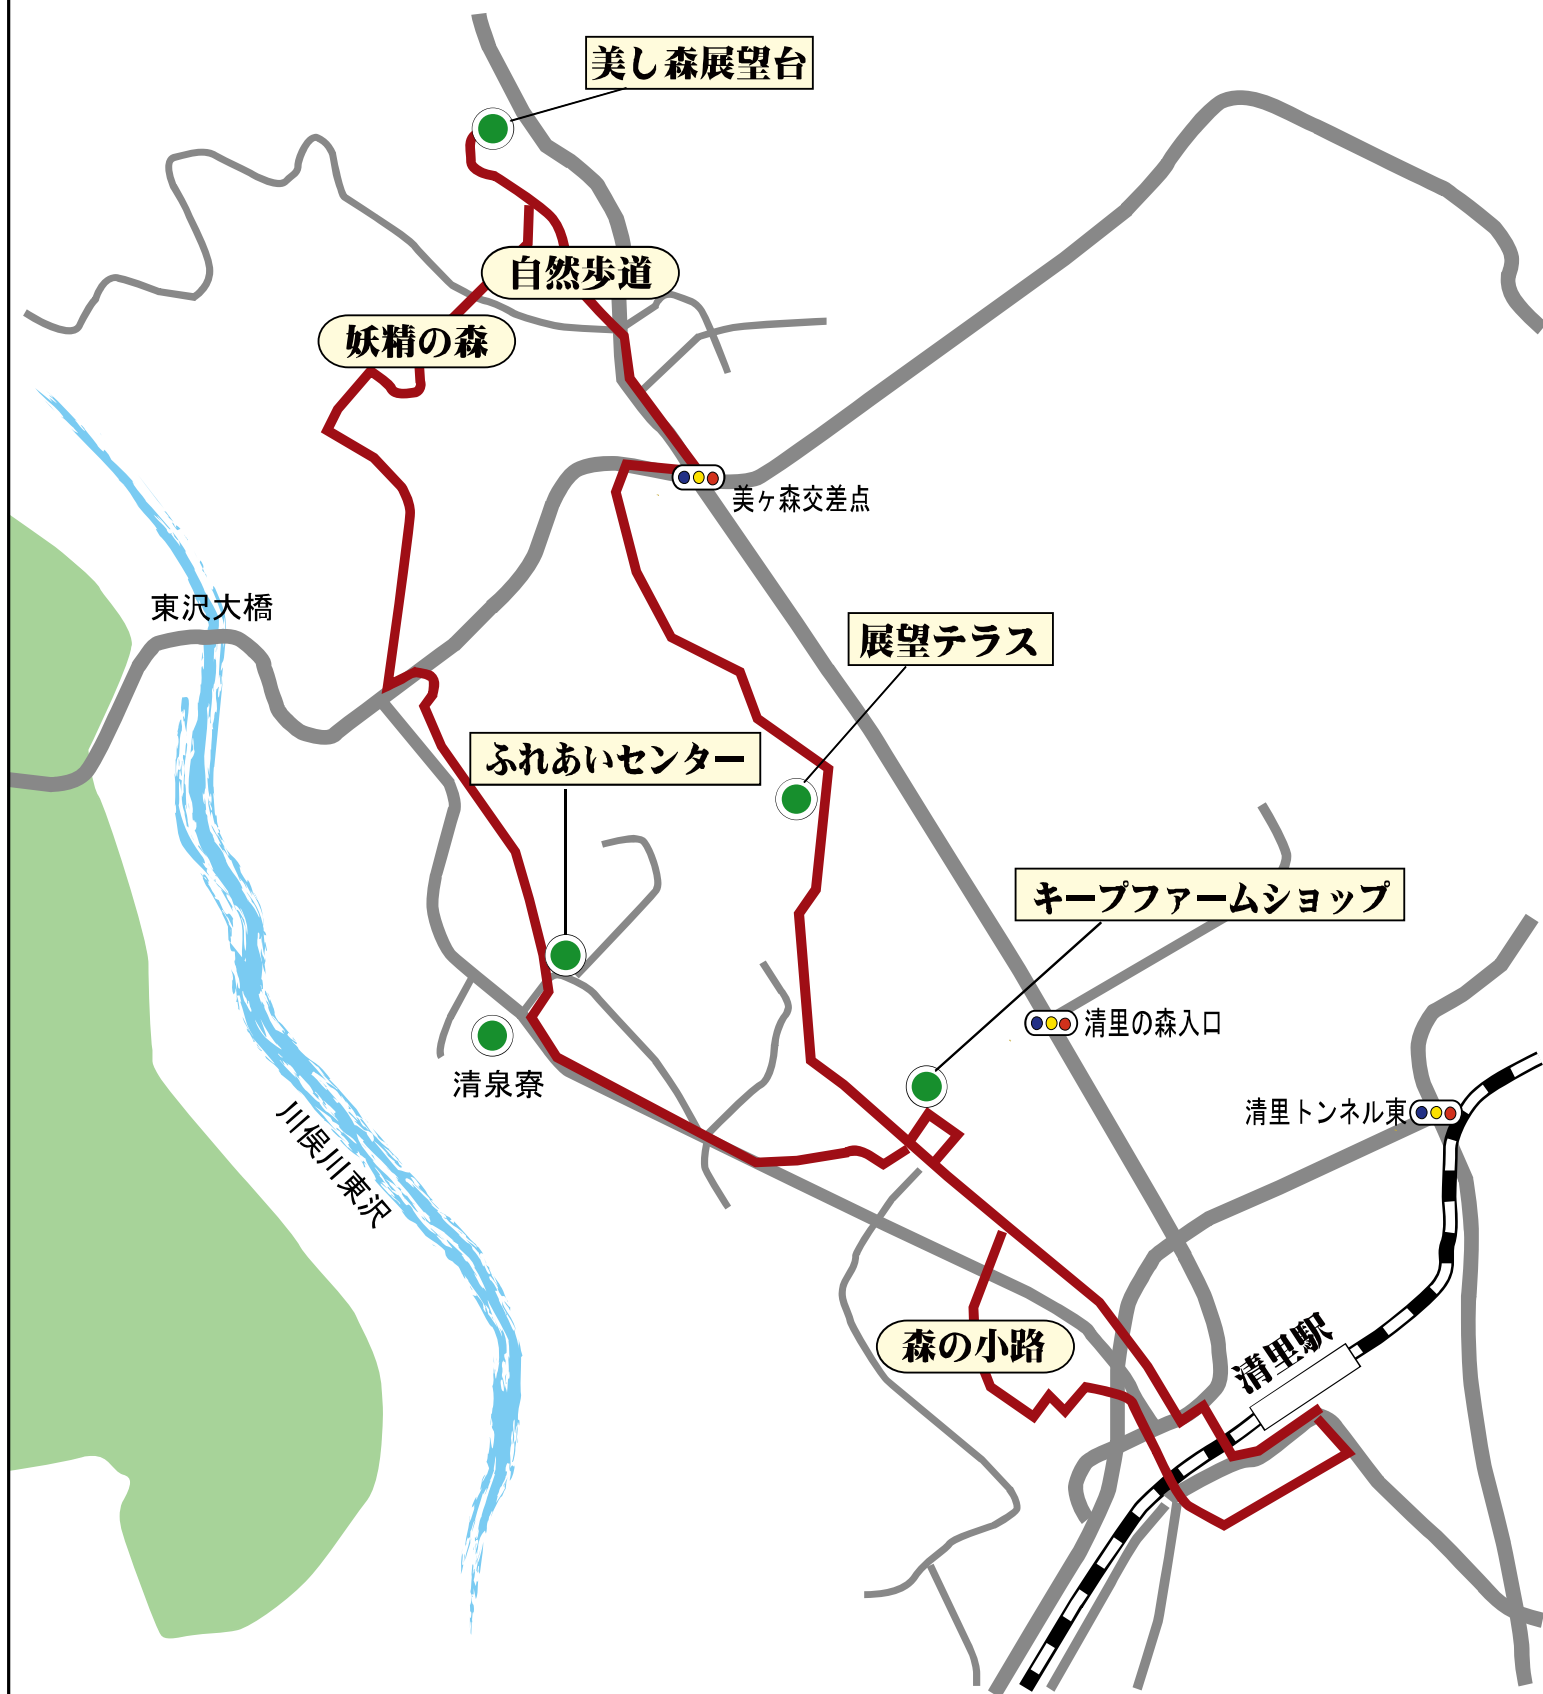 美し森展望台
自然歩道
妖精の森
美ヶ森交差点
東沢大橋
展望テラス
ふれあいセンター
キープファームショップ
清里の森入口
清泉寮
清里トンネル東
川俣川東沢
森の小路
清里駅